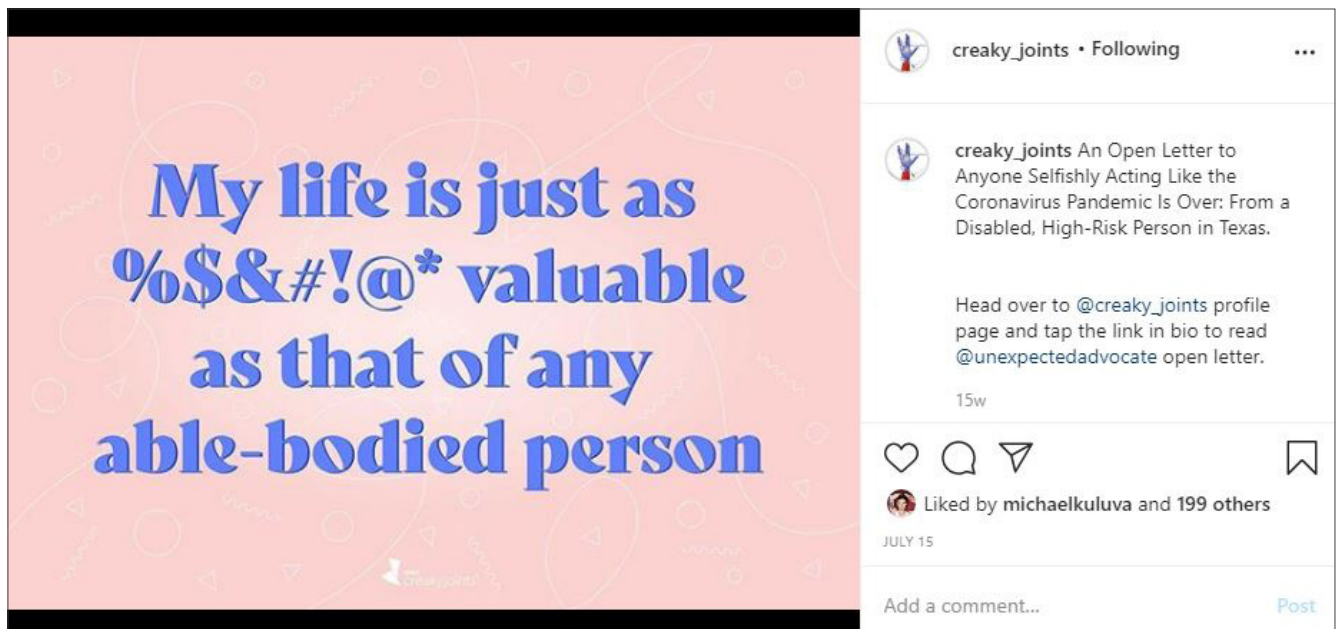 My life is just as
%$&#!@* valuable
as that of any
able-bodied person
creakyjoints
creaky_joints • Following
creaky_joints An Open Letter to
Anyone Selfishly Acting Like the
Coronavirus Pandemic Is Over: From a
Disabled, High-Risk Person in Texas.
Head over to @creaky_joints profile
page and tap the link in bio to read
@unexpectedadvocate open letter.
15w
Liked by michaelkuluva and 199 others
JULY 15
Add a comment... Post